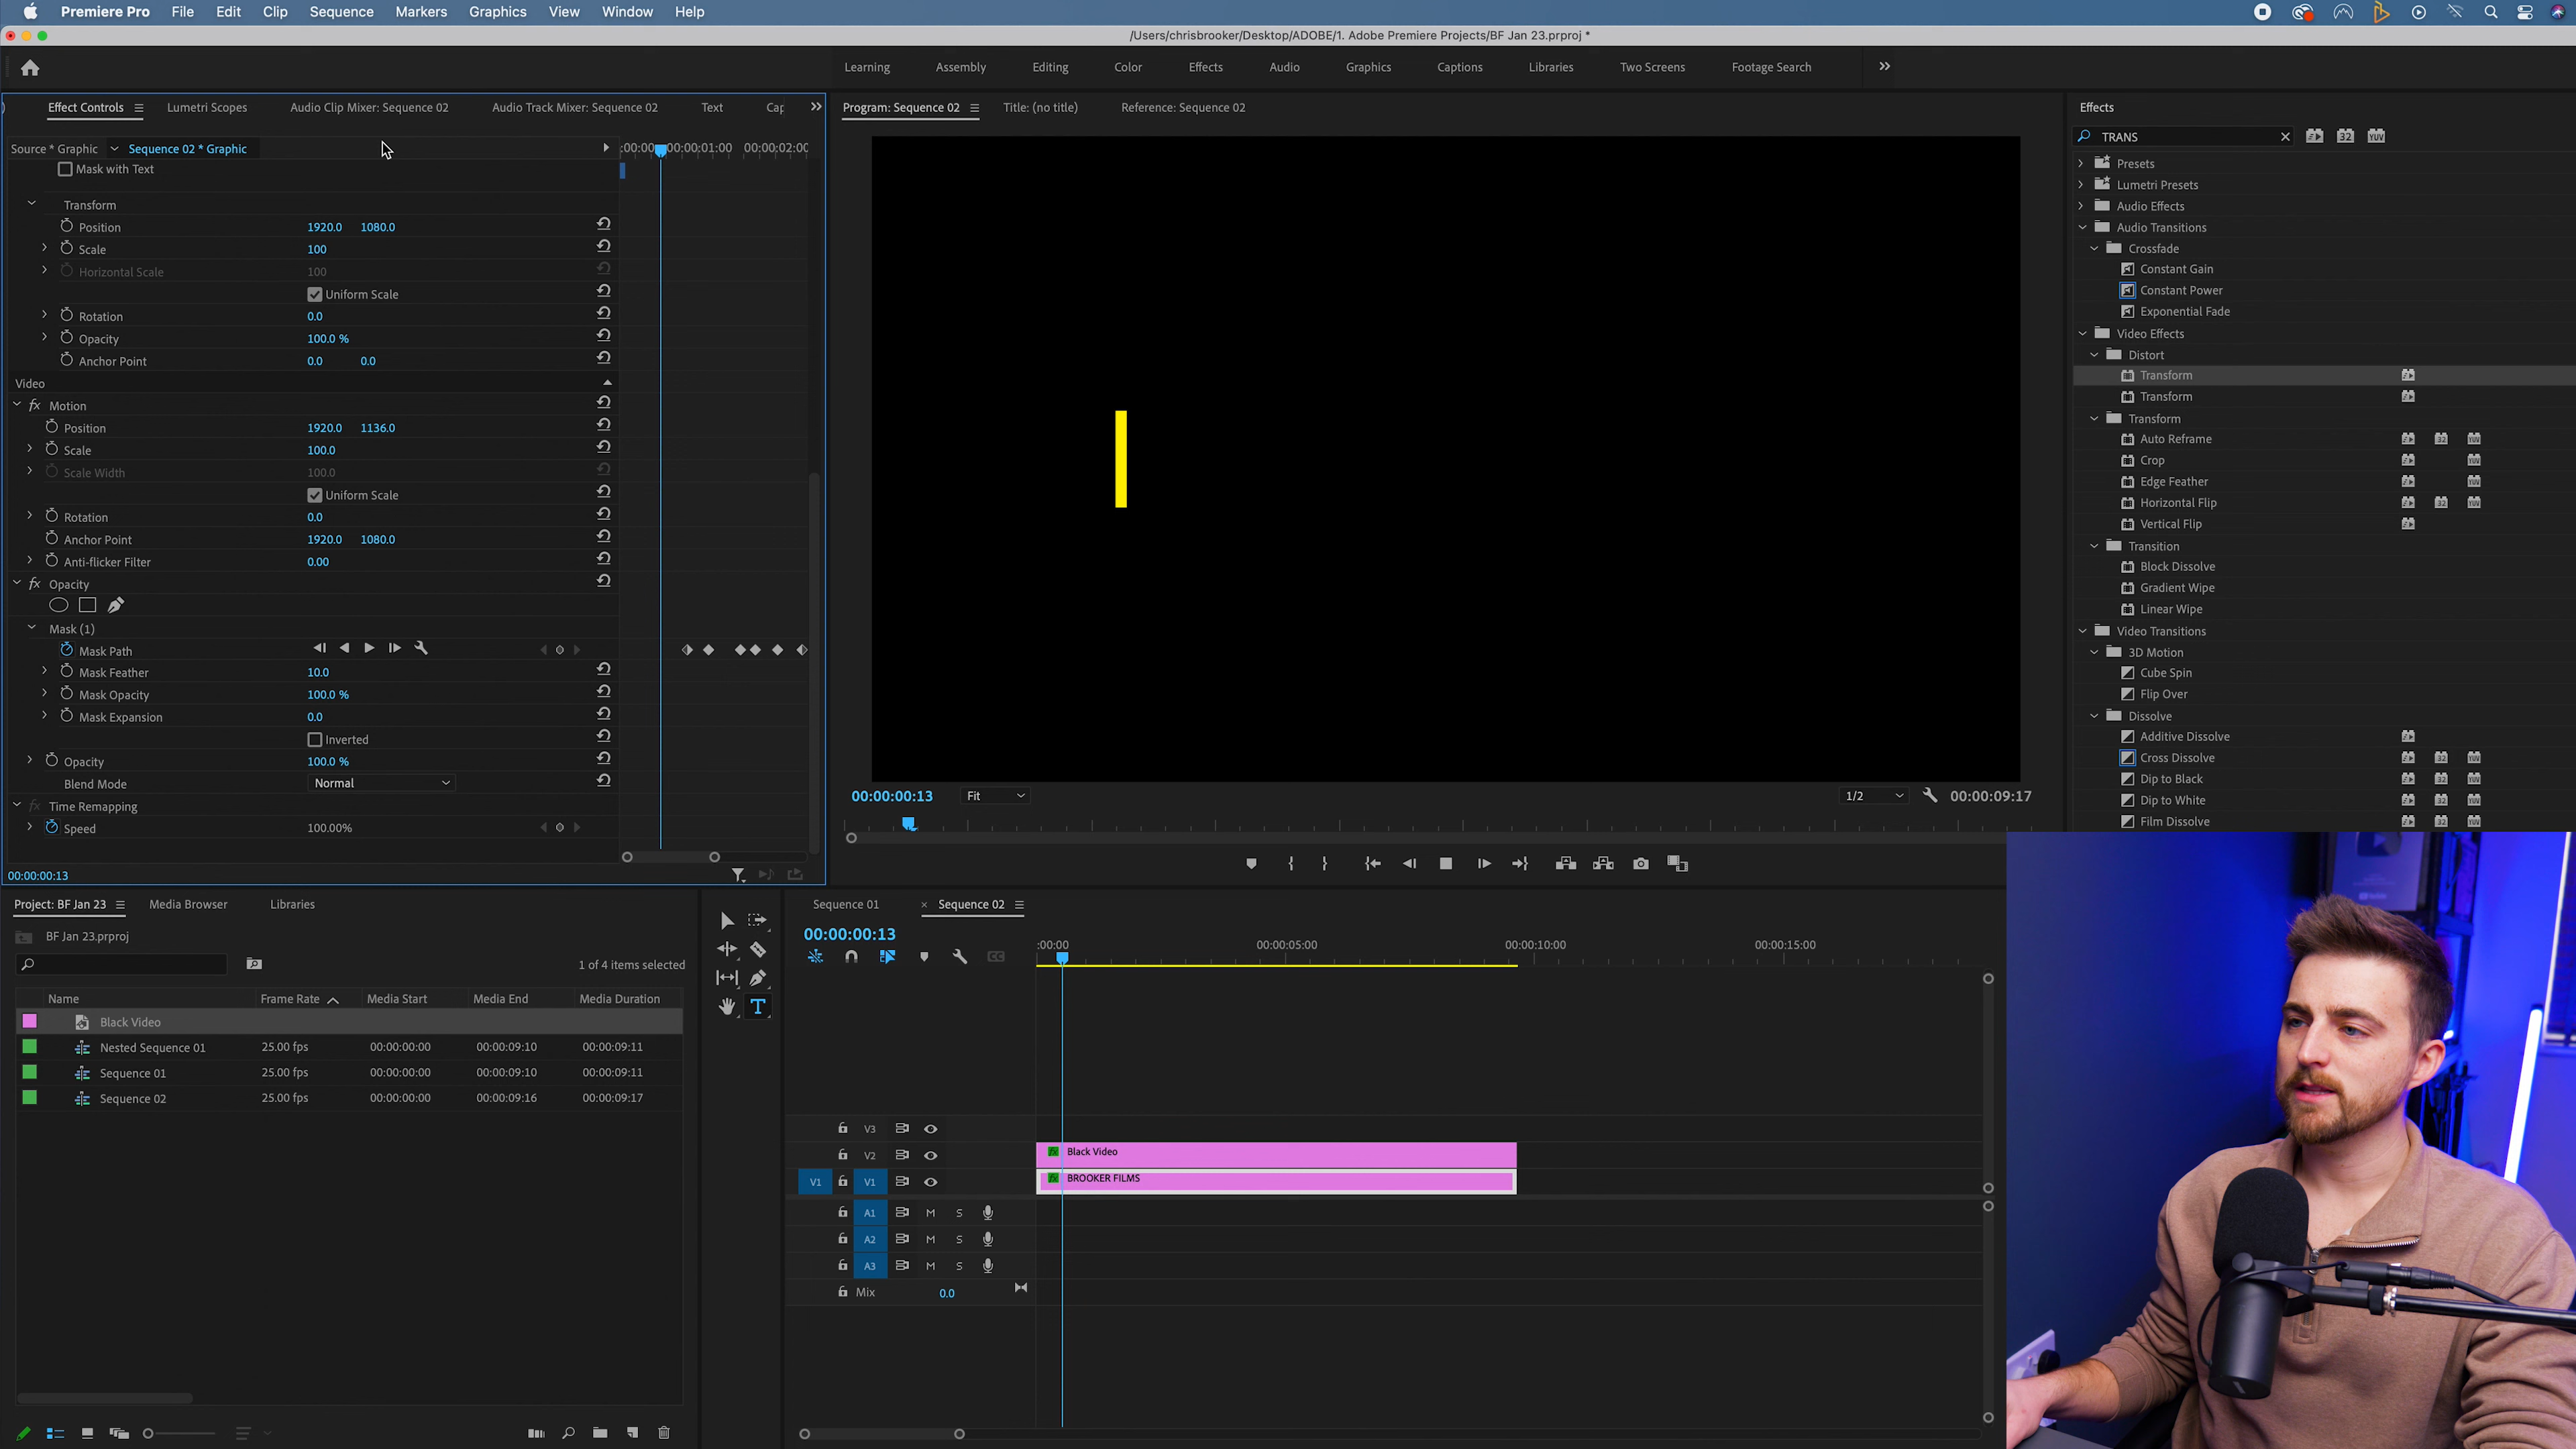 Premiere Pro File Edit Clip Sequence Markers Graphics View Window Help
/Users/chrisbrooker/Desktop/ADOBE/1. Adobe Premiere Projects/BF Jan 23.prproj *
Learning Assembly Editing Color Effects Audio Graphics Captions Libraries Two Screens Footage Search
Effect Controls Lumetri Scopes Audio Clip Mixer: Sequence 02 Audio Track Mixer: Sequence 02 Text Cap
Source * Graphic Sequence 02 * Graphic :00:00 00:00:01:00 00:00:02:00
Mask with Text
Transform
Position 1920.0 1080.0
Scale 100
Horizontal Scale 100
Uniform Scale
Rotation 0.0
Opacity 100.0 %
Anchor Point 0.0 0.0
Video
fx Motion
Position 1920.0 1136.0
Scale 100.0
Scale Width 100.0
Uniform Scale
Rotation 0.0
Anchor Point 1920.0 1080.0
Anti-flicker Filter 0.00
fx Opacity
Mask (1)
Mask Path
Mask Feather 10.0
Mask Opacity 100.0 %
Mask Expansion 0.0
Inverted
Opacity 100.0 %
Blend Mode Normal
fx Time Remapping
Speed 100.00%
00:00:00:13
Program: Sequence 02 Title: (no title) Reference: Sequence 02
00:00:00:13 Fit 1/2 00:00:09:17
Effects
TRANS
32 YUV
Presets
Lumetri Presets
Audio Effects
Audio Transitions
Crossfade
Constant Gain
Constant Power
Exponential Fade
Video Effects
Distort
Transform
Transform
Transform
Auto Reframe
Crop
Edge Feather
Horizontal Flip
Vertical Flip
Transition
Block Dissolve
Gradient Wipe
Linear Wipe
Video Transitions
3D Motion
Cube Spin
Flip Over
Dissolve
Additive Dissolve
Cross Dissolve
Dip to Black
Dip to White
Film Dissolve
Project: BF Jan 23 Media Browser Libraries
BF Jan 23.prproj
1 of 4 items selected
Name Frame Rate Media Start Media End Media Duration
Black Video
Nested Sequence 01 25.00 fps 00:00:00:00 00:00:09:10 00:00:09:11
Sequence 01 25.00 fps 00:00:00:00 00:00:09:10 00:00:09:11
Sequence 02 25.00 fps 00:00:00:00 00:00:09:16 00:00:09:17
T
Sequence 01 × Sequence 02
00:00:00:13
:00:00 00:00:05:00 00:00:10:00 00:00:15:00
V3
V2 fx Black Video
V1 V1 fx BROOKER FILMS
A1 M S
A2 M S
A3 M S
Mix 0.0